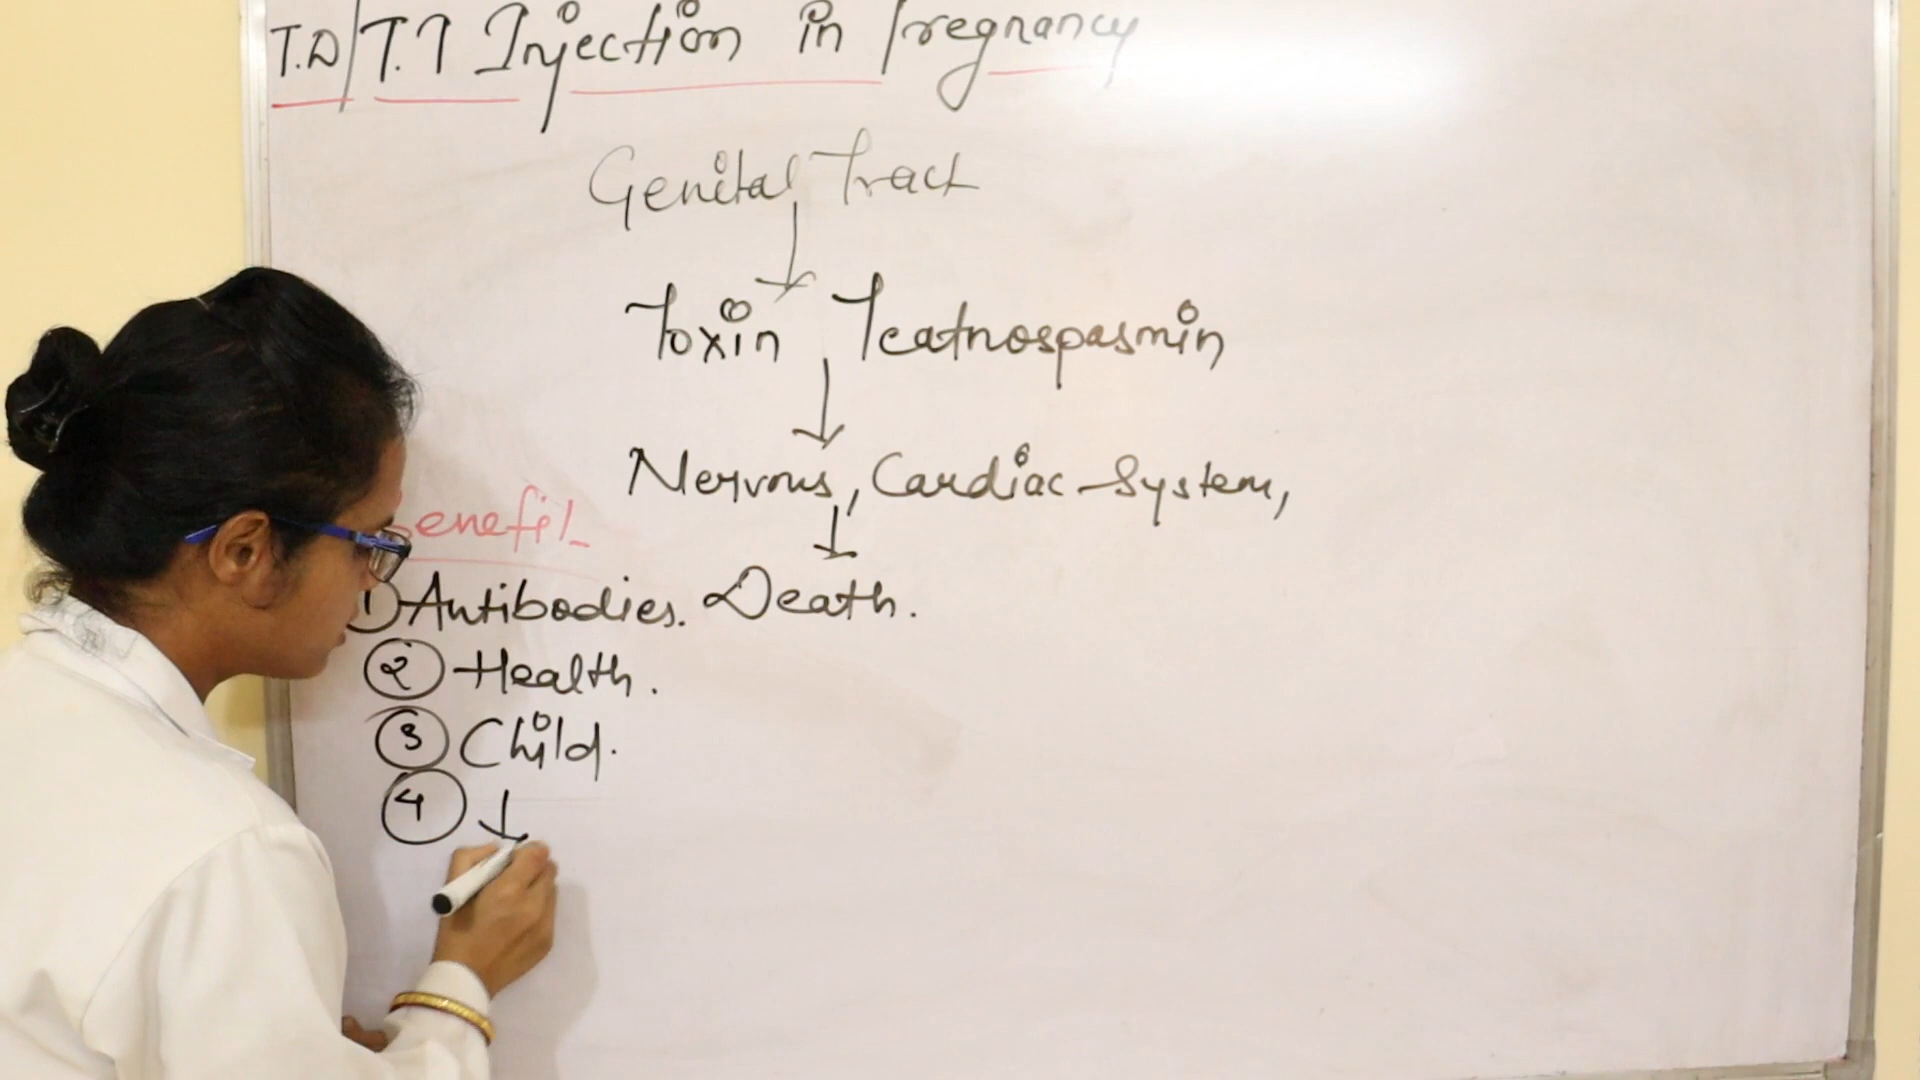 T.D/T.T Injection in Pregnancy
Genital Tract
↓
Toxin Teatnospasmin
↓
Nervous, Cardiac System,
↓
Benefit
1) Antibodies. Death.
② Health.
③ Child.
④ ↓